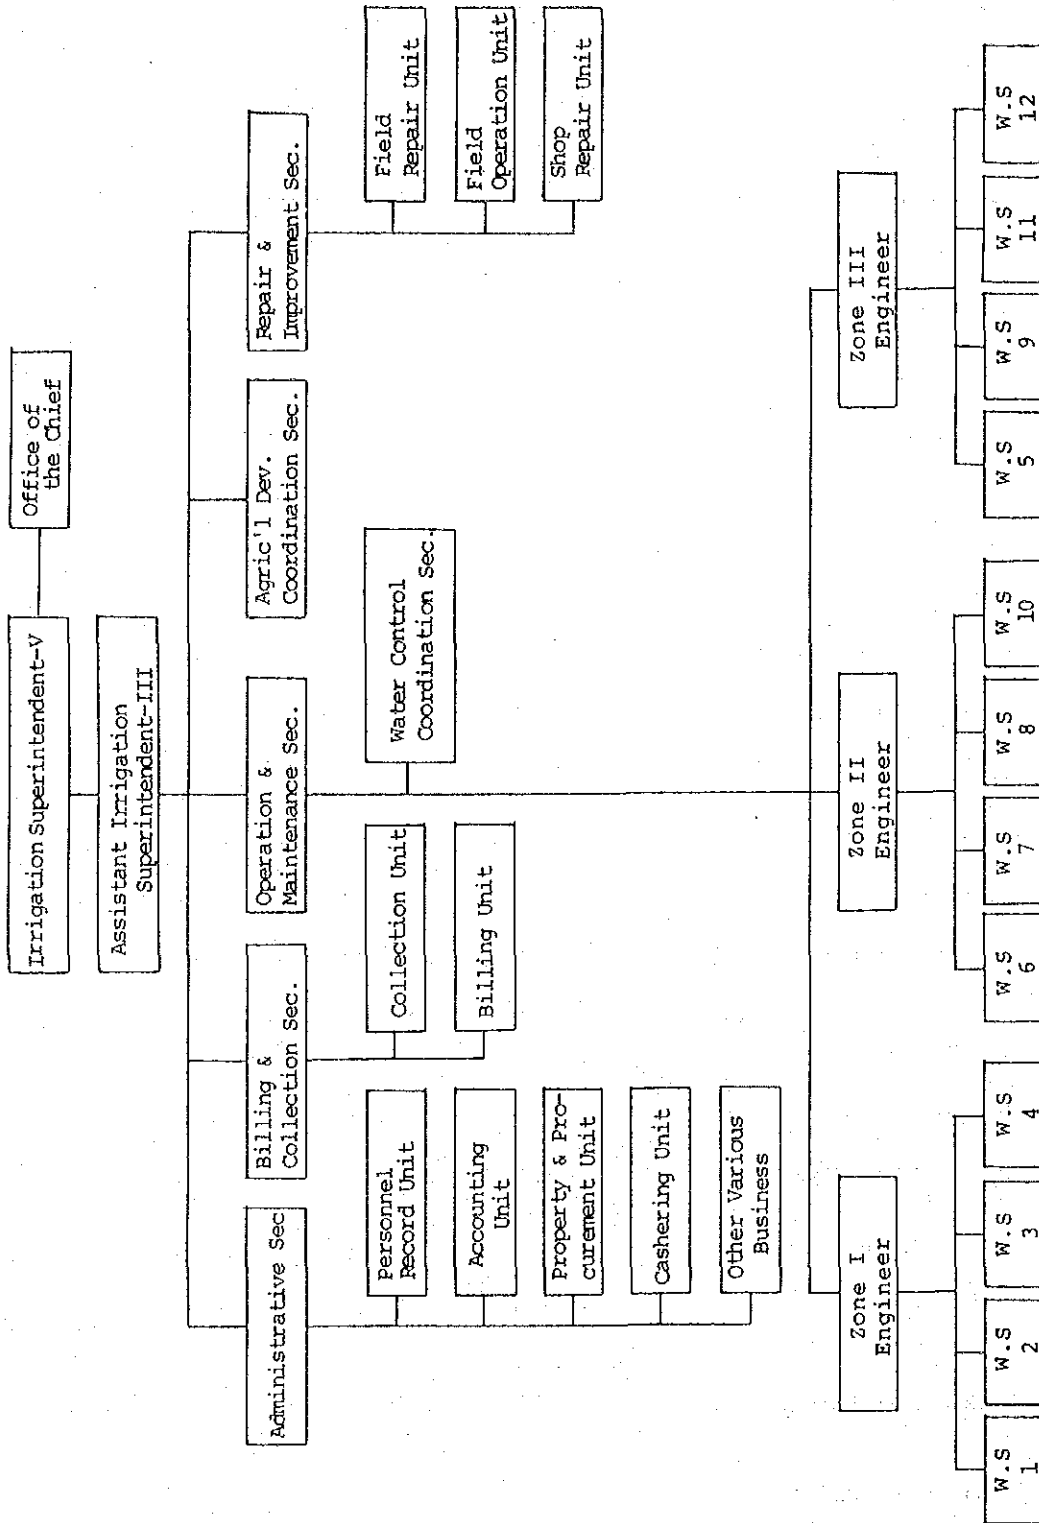 Irrigation Superintendent-V
Office of
the Chief
Assistant Irrigation
Superintendent-III
Administrative Sec
Billing &
Collection Sec.
Operation &
Maintenance Sec.
Agric'l Dev.
Coordination Sec.
Repair &
Improvement Sec.
Personnel
Record Unit
Accounting
Unit
Property & Pro-
curement Unit
Cashering Unit
Other Various
Business
Collection Unit
Billing Unit
Water Control
Coordination Sec.
Field
Repair Unit
Field
Operation Unit
Shop
Repair Unit
Zone I
Engineer
Zone II
Engineer
Zone III
Engineer
W.S
1
W.S
2
W.S
3
W.S
4
W.S
6
W.S
7
W.S
8
W.S
10
W.S
5
W.S
9
W.S
11
W.S
12